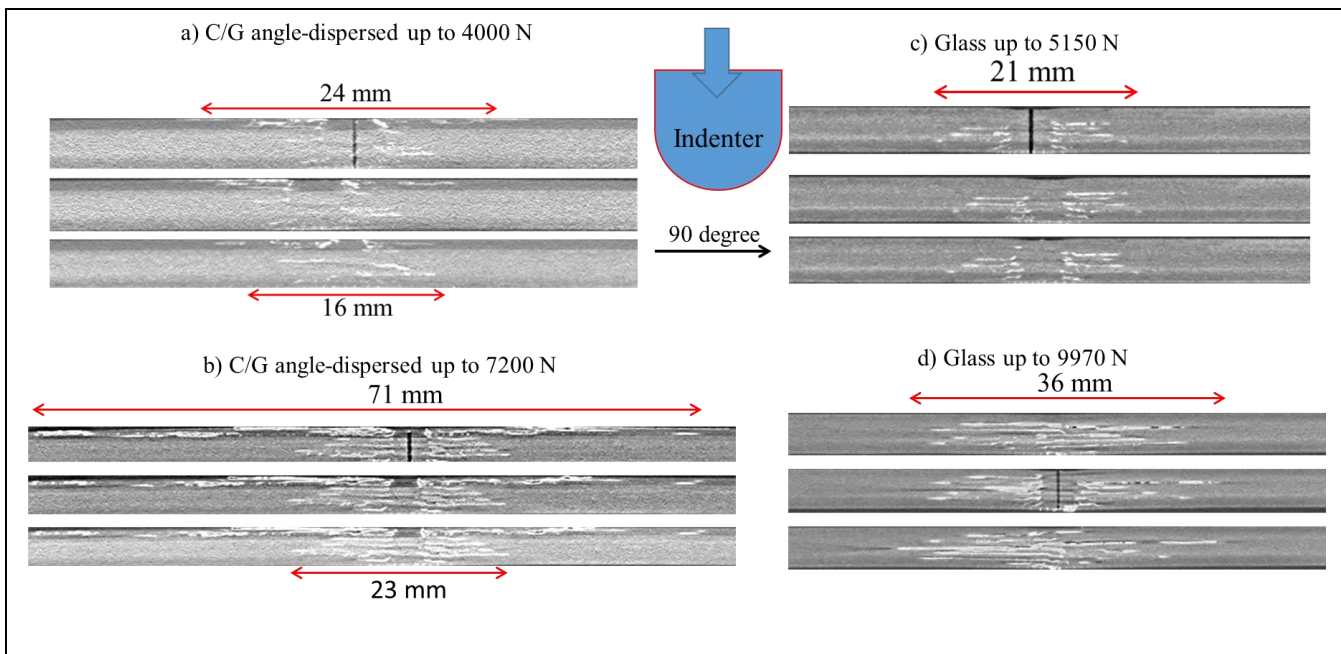 a) C/G angle-dispersed up to 4000 N
24 mm
16 mm
Indenter
90 degree
c) Glass up to 5150 N
21 mm
b) C/G angle-dispersed up to 7200 N
71 mm
23 mm
d) Glass up to 9970 N
36 mm